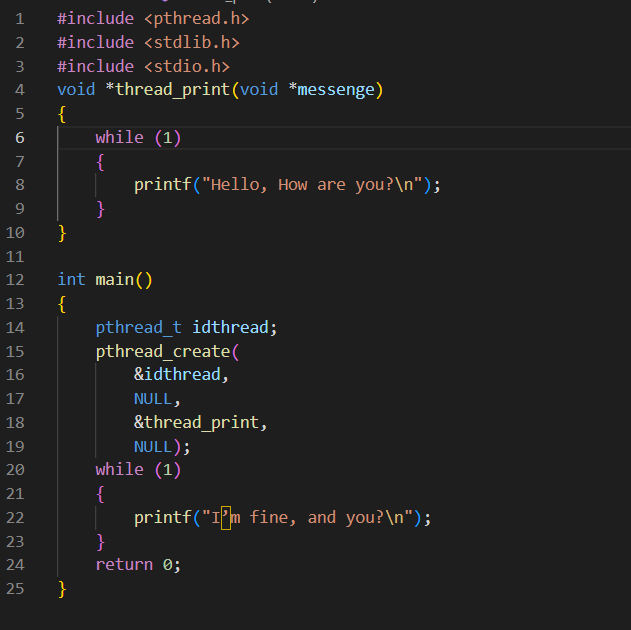 1 #include <pthread.h>
2 #include <stdlib.h>
3 #include <stdio.h>
4 void *thread_print(void *messenge)
5 {
6     while (1)
7     {
8         printf("Hello, How are you?\n");
9     }
10 }
11
12 int main()
13 {
14     pthread_t idthread;
15     pthread_create(
16         &idthread,
17         NULL,
18         &thread_print,
19         NULL);
20     while (1)
21     {
22         printf("I’m fine, and you?\n");
23     }
24     return 0;
25 }